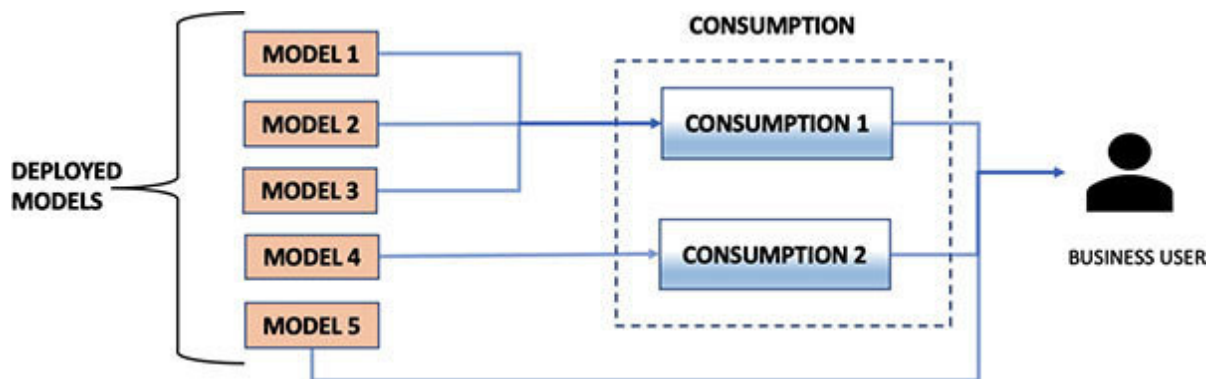 CONSUMPTION
MODEL 1
MODEL 2
MODEL 3
MODEL 4
MODEL 5
DEPLOYED
MODELS
CONSUMPTION 1
CONSUMPTION 2
BUSINESS USER